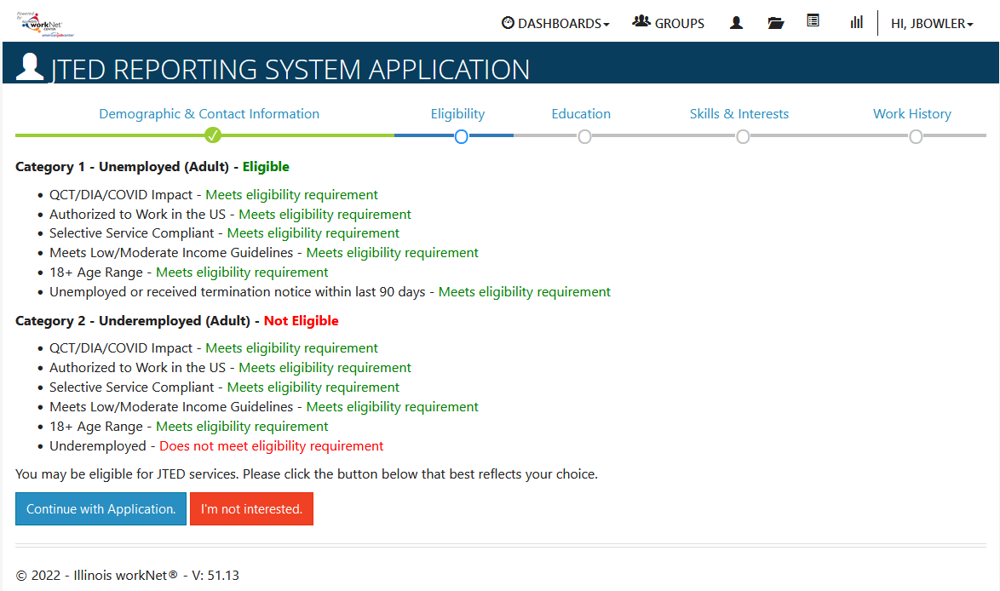 Powered By:
ILLINOIS
workNet
CENTER
americanjobcenter
DASHBOARDS
GROUPS
HI, JBOWLER
JTED REPORTING SYSTEM APPLICATION
Demographic & Contact Information
Eligibility
Education
Skills & Interests
Work History
Category 1 - Unemployed (Adult) - Eligible
• QCT/DIA/COVID Impact - Meets eligibility requirement
• Authorized to Work in the US - Meets eligibility requirement
• Selective Service Compliant - Meets eligibility requirement
• Meets Low/Moderate Income Guidelines - Meets eligibility requirement
• 18+ Age Range - Meets eligibility requirement
• Unemployed or received termination notice within last 90 days - Meets eligibility requirement
Category 2 - Underemployed (Adult) - Not Eligible
• QCT/DIA/COVID Impact - Meets eligibility requirement
• Authorized to Work in the US - Meets eligibility requirement
• Selective Service Compliant - Meets eligibility requirement
• Meets Low/Moderate Income Guidelines - Meets eligibility requirement
• 18+ Age Range - Meets eligibility requirement
• Underemployed - Does not meet eligibility requirement
You may be eligible for JTED services. Please click the button below that best reflects your choice.
Continue with Application.
I'm not interested.
© 2022 - Illinois workNet® - V: 51.13